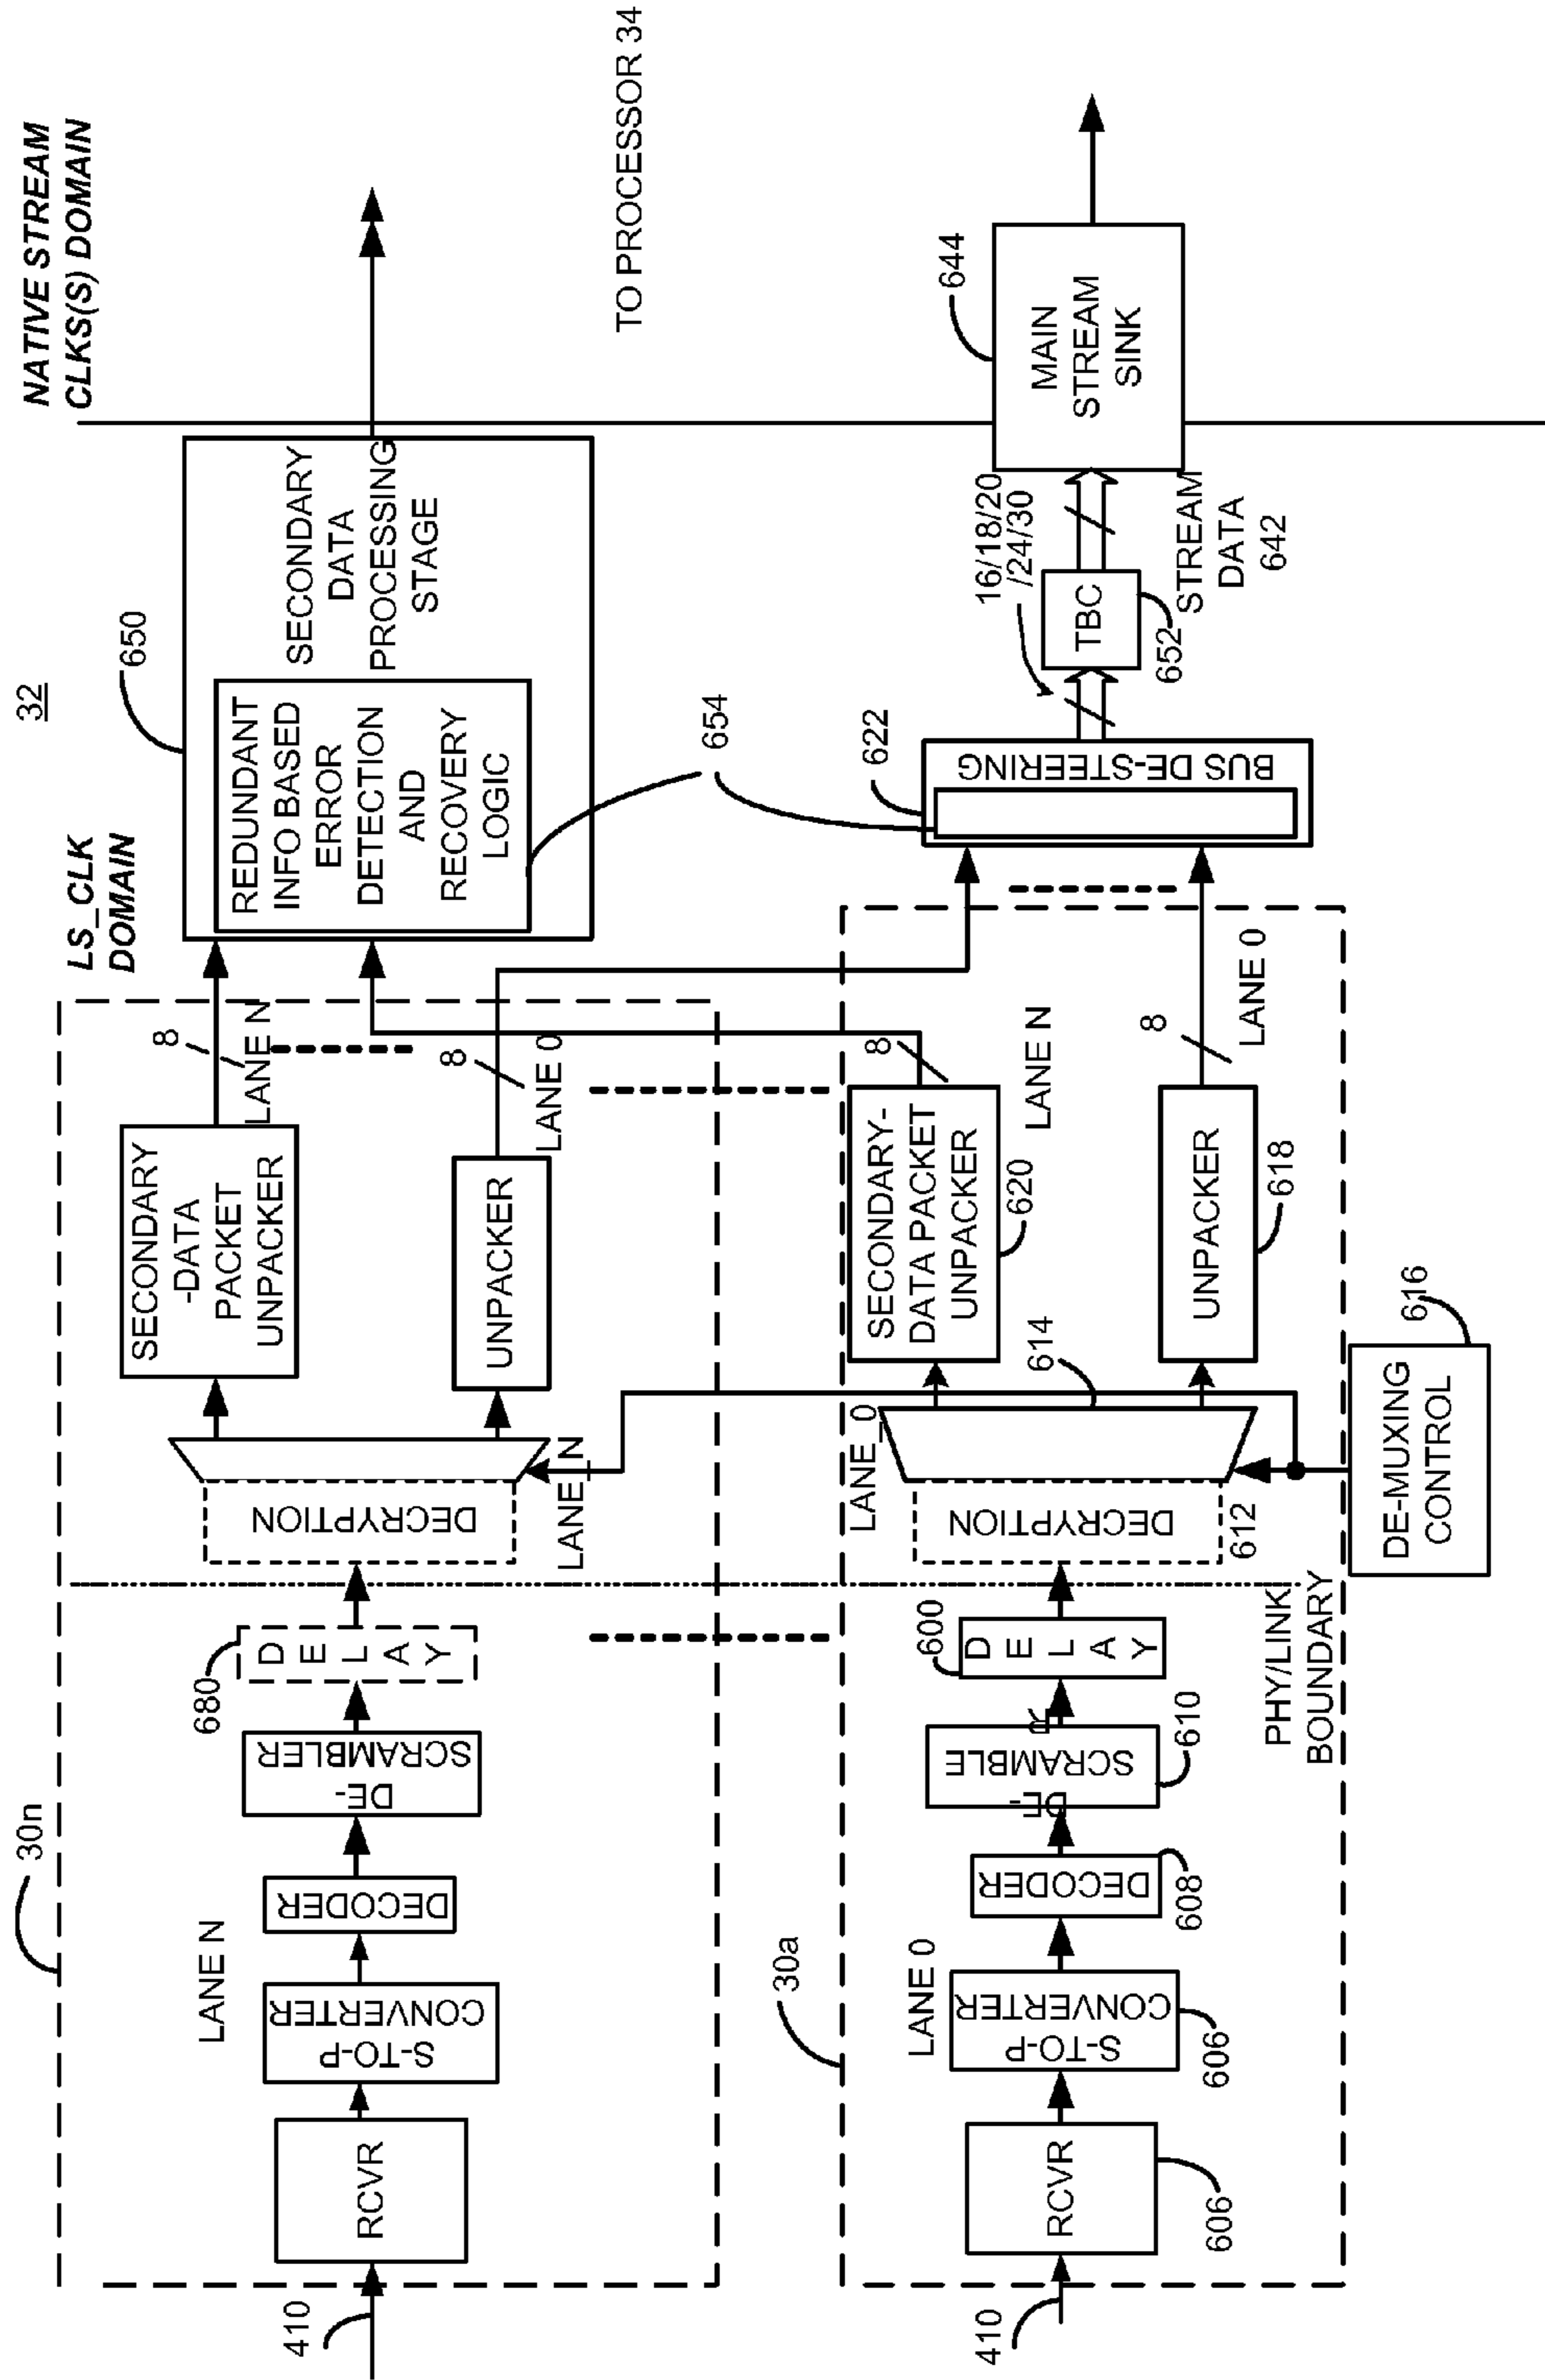 32
NATIVE STREAM
CLKS(S) DOMAIN
LS_CLK
DOMAIN
30n
LANE N
410
RCVR
S-TO-P
CONVERTER
DECODER
DE-
SCRAMBLER
680
DELAY
DECRYPTION
LANE_N
SECONDARY
-DATA
PACKET
UNPACKER
8
LANE N
UNPACKER
8
LANE 0
650
REDUNDANT
INFO BASED
ERROR
DETECTION
AND
RECOVERY
LOGIC
SECONDARY
DATA
PROCESSING
STAGE
654
TO PROCESSOR 34
30a
LANE 0
410
RCVR
606
S-TO-P
CONVERTER
606
DECODER
608
DE-
SCRAMBLE
R
610
600
DELAY
PHY/LINK
BOUNDARY
LANE_0
DECRYPTION
612
614
DE-MUXING
CONTROL
616
SECONDARY-
DATA PACKET
UNPACKER
620
8
LANE N
UNPACKER
618
8
LANE 0
622
BUS DE-STEERING
16/18/20
/24/30
TBC
652
STREAM
DATA
642
MAIN
STREAM
SINK
644